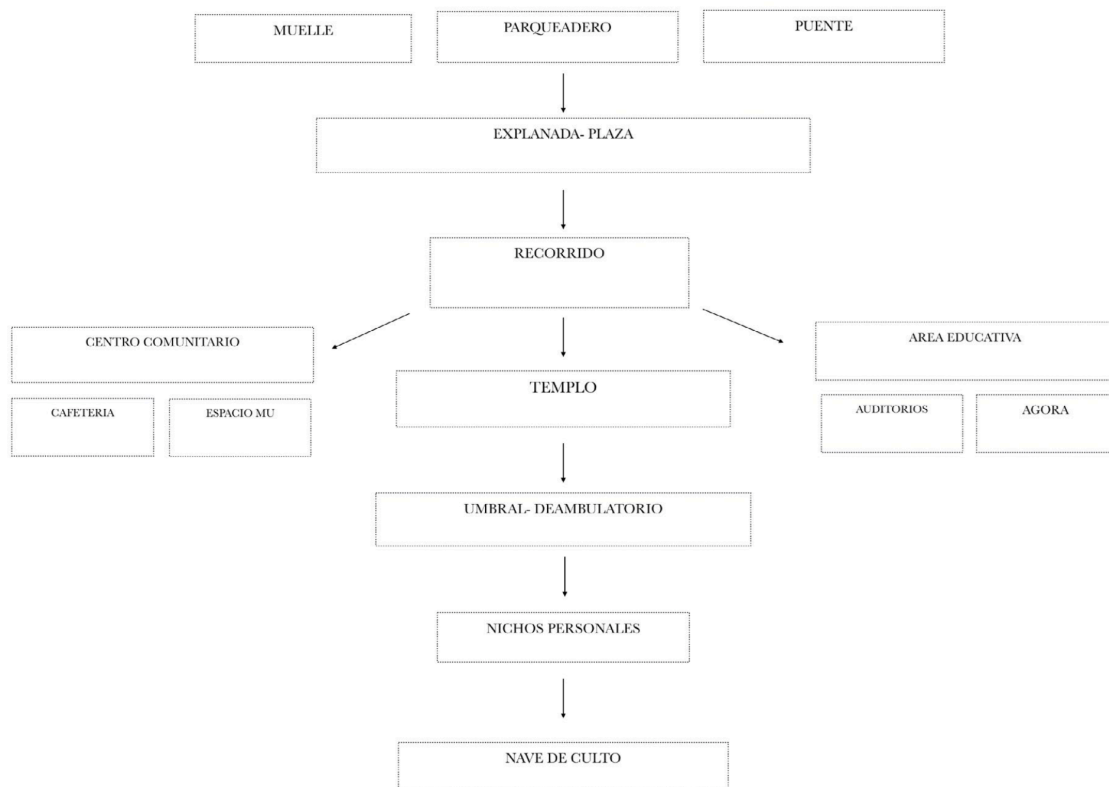 MUELLE
PARQUEADERO
PUENTE
EXPLANADA- PLAZA
RECORRIDO
CENTRO COMUNITARIO
AREA EDUCATIVA
TEMPLO
CAFETERIA
ESPACIO MU
AUDITORIOS
AGORA
UMBRAL- DEAMBULATORIO
NICHOS PERSONALES
NAVE DE CULTO